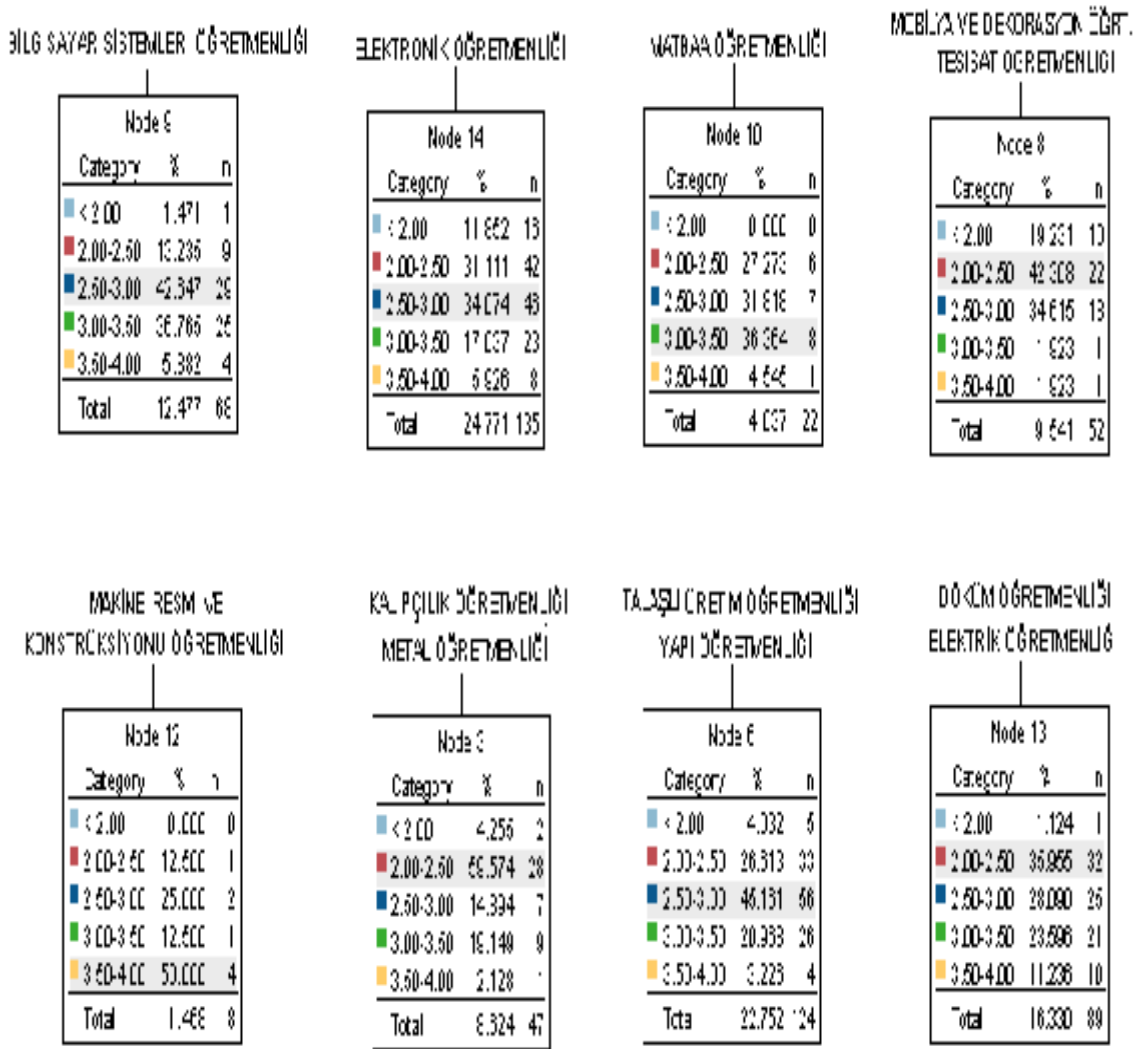 BİLG SAYAR SİSTEMLER ÖĞRETMENLİĞİ
Node 9
Category % n
< 2.00 1.471 1
2.00-2.50 13.235 9
2.50-3.00 42.647 29
3.00-3.50 36.765 25
3.50-4.00 5.882 4
Total 12.477 68
ELEKTRONİK ÖĞRETMENLİĞİ
Node 14
Category % n
< 2.00 11.852 16
2.00-2.50 31.111 42
2.50-3.00 34.074 46
3.00-3.50 17.037 23
3.50-4.00 5.926 8
Total 24.771 135
MATBAA ÖĞRETMENLİĞİ
Node 10
Category % n
< 2.00 0.000 0
2.00-2.50 27.273 6
2.50-3.00 31.818 7
3.00-3.50 36.364 8
3.50-4.00 4.545 1
Total 4.037 22
MOBİLYA VE DEKORASYON ÖĞRT.
TESİSAT ÖĞRETMENLİĞİ
Node 8
Category % n
< 2.00 19.231 10
2.00-2.50 42.308 22
2.50-3.00 34.615 18
3.00-3.50 1.923 1
3.50-4.00 1.923 1
Total 9.541 52
MAKİNE RESMİ VE
KONSTRÜKSİYONU ÖĞRETMENLİĞİ
Node 12
Category % n
< 2.00 0.000 0
2.00-2.50 12.500 1
2.50-3.00 25.000 2
3.00-3.50 12.500 1
3.50-4.00 50.000 4
Total 1.468 8
KALIPÇILIK ÖĞRETMENLİĞİ
METAL ÖĞRETMENLİĞİ
Node 3
Category % n
< 2.00 4.255 2
2.00-2.50 59.574 28
2.50-3.00 14.894 7
3.00-3.50 19.149 9
3.50-4.00 2.128 1
Total 8.624 47
TALAŞLI ÜRETİM ÖĞRETMENLİĞİ
YAPI ÖĞRETMENLİĞİ
Node 6
Category % n
< 2.00 4.032 5
2.00-2.50 26.613 33
2.50-3.00 45.161 56
3.00-3.50 20.968 26
3.50-4.00 3.226 4
Total 22.752 124
DÖKÜM ÖĞRETMENLİĞİ
ELEKTRİK ÖĞRETMENLİĞ
Node 13
Category % n
< 2.00 1.124 1
2.00-2.50 35.955 32
2.50-3.00 28.090 25
3.00-3.50 23.596 21
3.50-4.00 11.236 10
Total 16.330 89